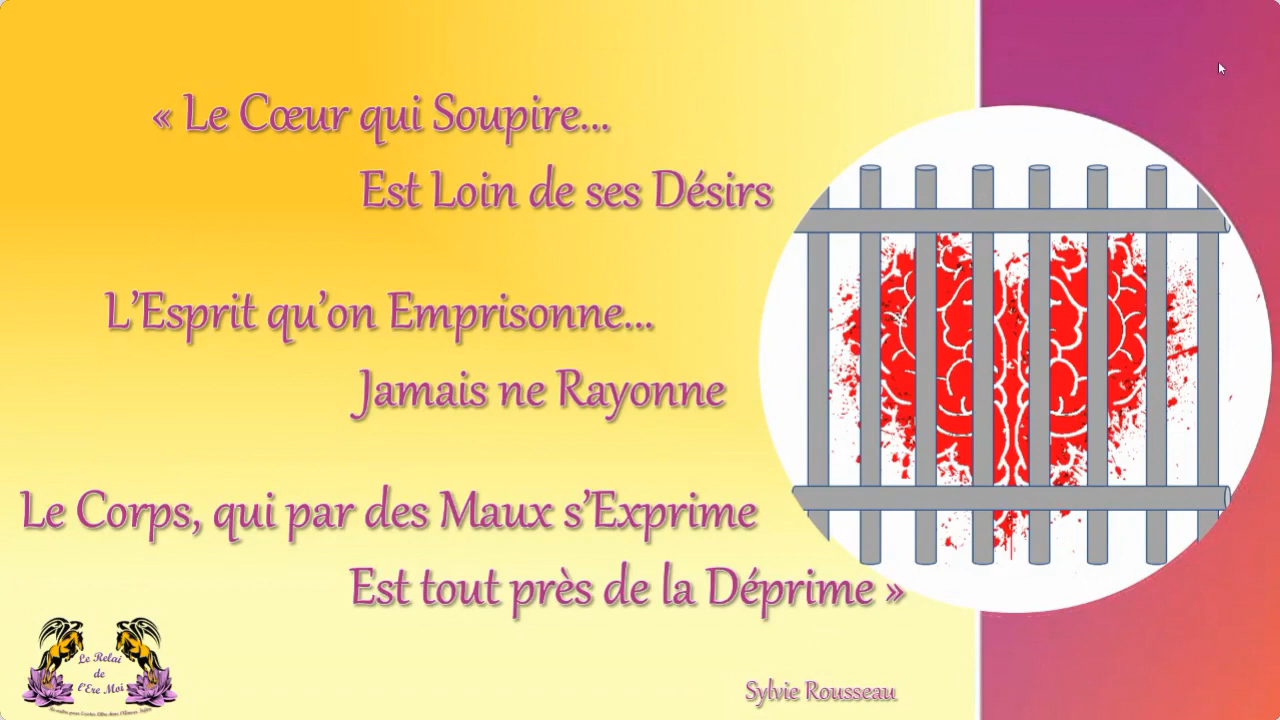 « Le Cœur qui Soupire...
Est Loin de ses Désirs
L'Esprit qu'on Emprisonne...
Jamais ne Rayonne
Le Corps, qui par des Maux s'Exprime
Est tout près de la Déprime »
Le Relai
de
l'Ere Moi
Sylvie Rousseau